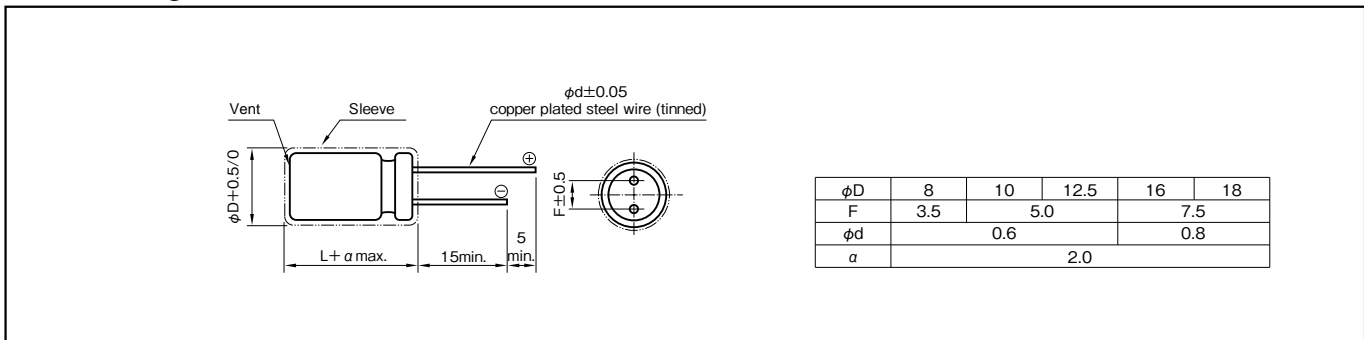 φd±0.05
copper plated steel wire (tinned)
Vent
Sleeve
φD+0.5/0
⊕
⊖
F±0.5
L+αmax.
15min.
5
min.
φD 8 10 12.5 16 18
F 3.5 5.0 7.5
φd 0.6 0.8
α 2.0